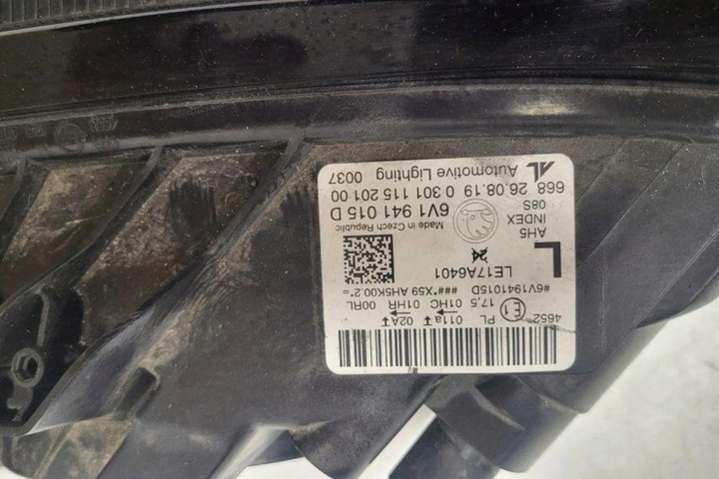 AL Automotive Lighting 0037
668 26.08.19 0 301 115 201 00
6V1 941 015 D
AH5
INDEX
08S
Made in Czech Republic
L
LE17A6401
#6V1941015D
###*X59 AH5K00.2*=
4652
E1
PL
17,5
011a 02A
01HC 01HR 00RL